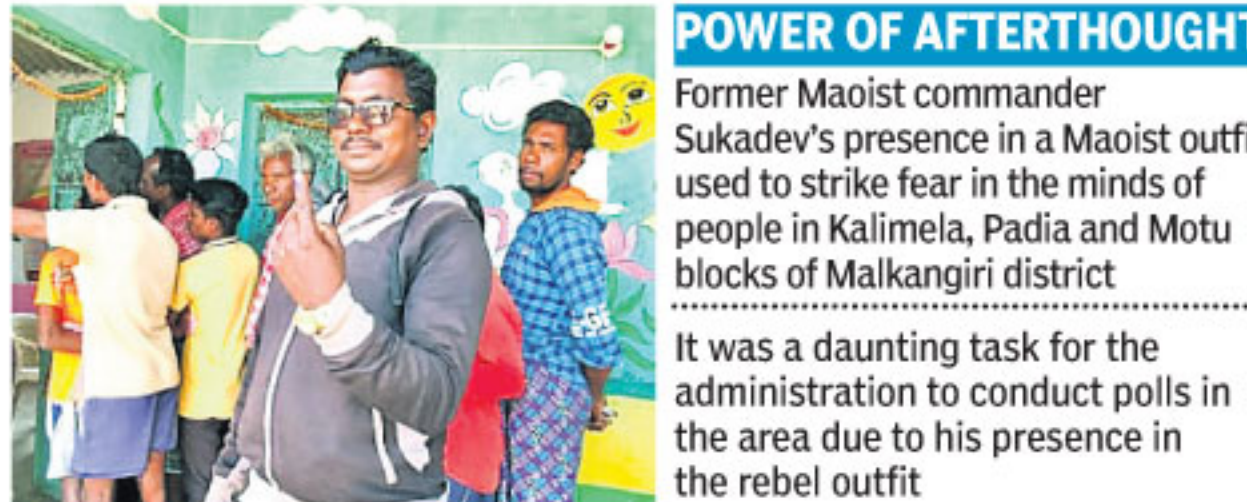 POWER OF AFTERTHOUGHT
Former Maoist commander
Sukadev's presence in a Maoist outfi
used to strike fear in the minds of
people in Kalimela, Padia and Motu
blocks of Malkangiri district
It was a daunting task for the
administration to conduct polls in
the area due to his presence in
the rebel outfit